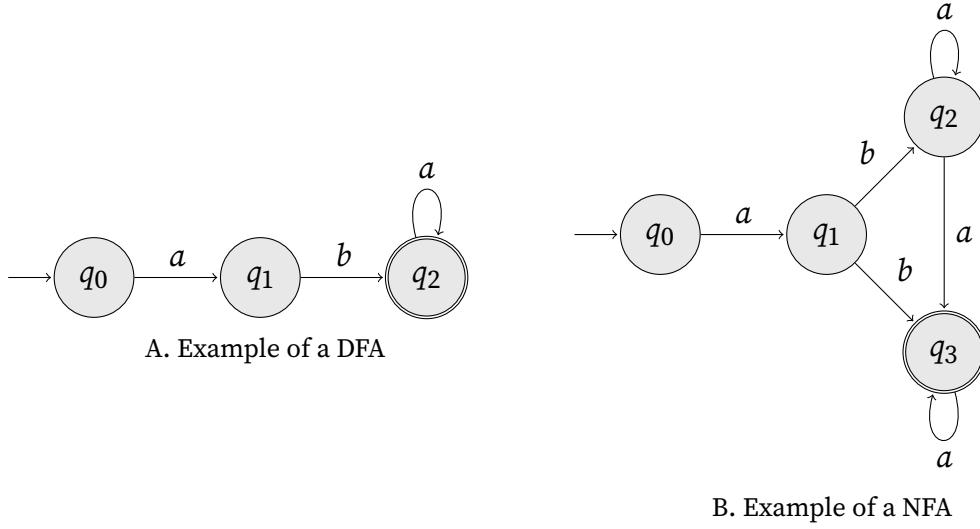 a
q0
a
q1
b
q2
A. Example of a DFA
a
q2
b
q0
a
q1
a
b
q3
a
B. Example of a NFA